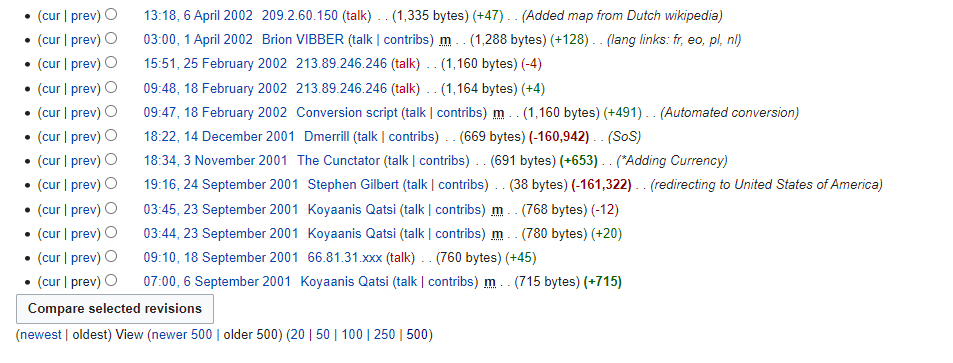 • (cur | prev) 13:18, 6 April 2002 209.2.60.150 (talk) . . (1,335 bytes) (+47) . . (Added map from Dutch wikipedia)
• (cur | prev) 03:00, 1 April 2002 Brion VIBBER (talk | contribs) m . . (1,288 bytes) (+128) . . (lang links: fr, eo, pl, nl)
• (cur | prev) 15:51, 25 February 2002 213.89.246.246 (talk) . . (1,160 bytes) (-4)
• (cur | prev) 09:48, 18 February 2002 213.89.246.246 (talk) . . (1,164 bytes) (+4)
• (cur | prev) 09:47, 18 February 2002 Conversion script (talk | contribs) m . . (1,160 bytes) (+491) . . (Automated conversion)
• (cur | prev) 18:22, 14 December 2001 Dmerrill (talk | contribs) . . (669 bytes) (-160,942) . . (SoS)
• (cur | prev) 18:34, 3 November 2001 The Cunctator (talk | contribs) . . (691 bytes) (+653) . . (*Adding Currency)
• (cur | prev) 19:16, 24 September 2001 Stephen Gilbert (talk | contribs) . . (38 bytes) (-161,322) . . (redirecting to United States of America)
• (cur | prev) 03:45, 23 September 2001 Koyaanis Qatsi (talk | contribs) m . . (768 bytes) (-12)
• (cur | prev) 03:44, 23 September 2001 Koyaanis Qatsi (talk | contribs) m . . (780 bytes) (+20)
• (cur | prev) 09:10, 18 September 2001 66.81.31.xxx (talk) . . (760 bytes) (+45)
• (cur | prev) 07:00, 6 September 2001 Koyaanis Qatsi (talk | contribs) m . . (715 bytes) (+715)
Compare selected revisions
(newest | oldest) View (newer 500 | older 500) (20 | 50 | 100 | 250 | 500)